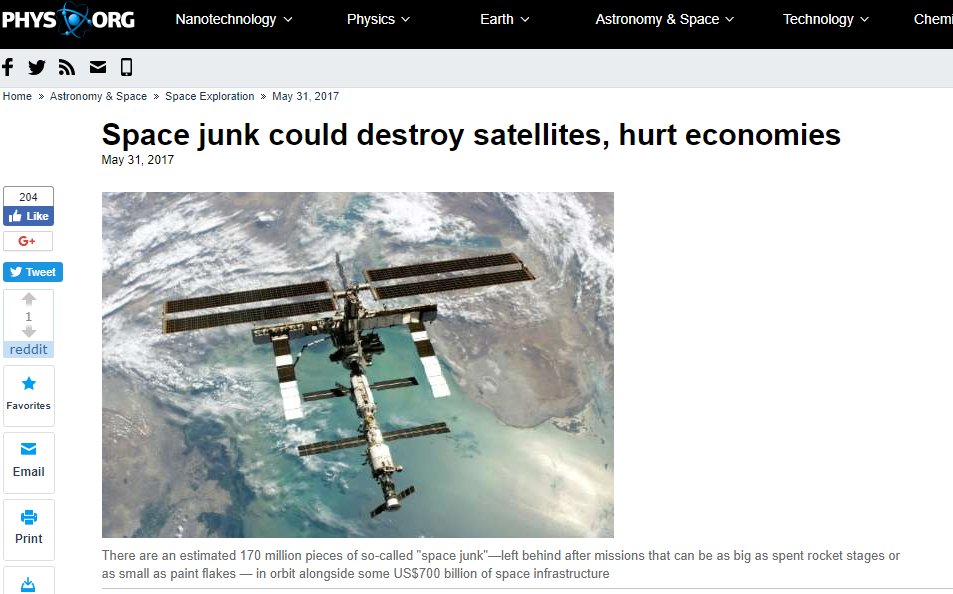 PHYS ORG
Nanotechnology
Physics
Earth
Astronomy & Space
Technology
Chemi
Home » Astronomy & Space » Space Exploration » May 31, 2017
Space junk could destroy satellites, hurt economies
May 31, 2017
204
Like
G+
Tweet
1
reddit
Favorites
Email
Print
There are an estimated 170 million pieces of so-called "space junk"—left behind after missions that can be as big as spent rocket stages or
as small as paint flakes — in orbit alongside some US$700 billion of space infrastructure